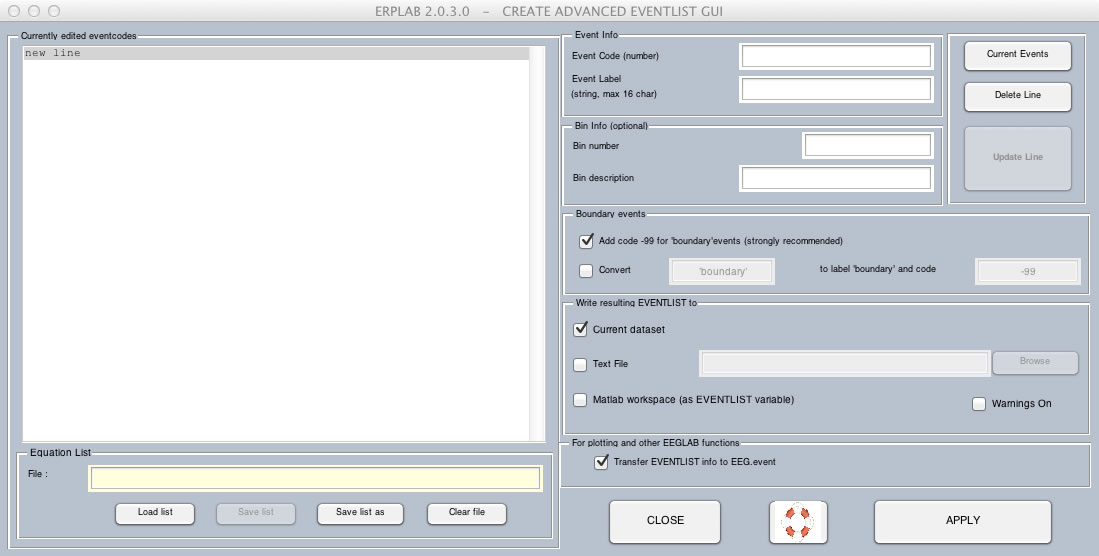 ERPLAB 2.0.3.0 - CREATE ADVANCED EVENTLIST GUI
Currently edited eventcodes
new line
Equation List
File :
Load list
Save list
Save list as
Clear file
Event Info
Event Code (number)
Event Label
(string, max 16 char)
Bin Info (optional)
Bin number
Bin description
Current Events
Delete Line
Update Line
Boundary events
Add code -99 for 'boundary'events (strongly recommended)
Convert 'boundary' to label 'boundary' and code -99
Write resulting EVENTLIST to
Current dataset
Text File Browse
Matlab workspace (as EVENTLIST variable) Warnings On
For plotting and other EEGLAB functions
Transfer EVENTLIST info to EEG.event
CLOSE APPLY